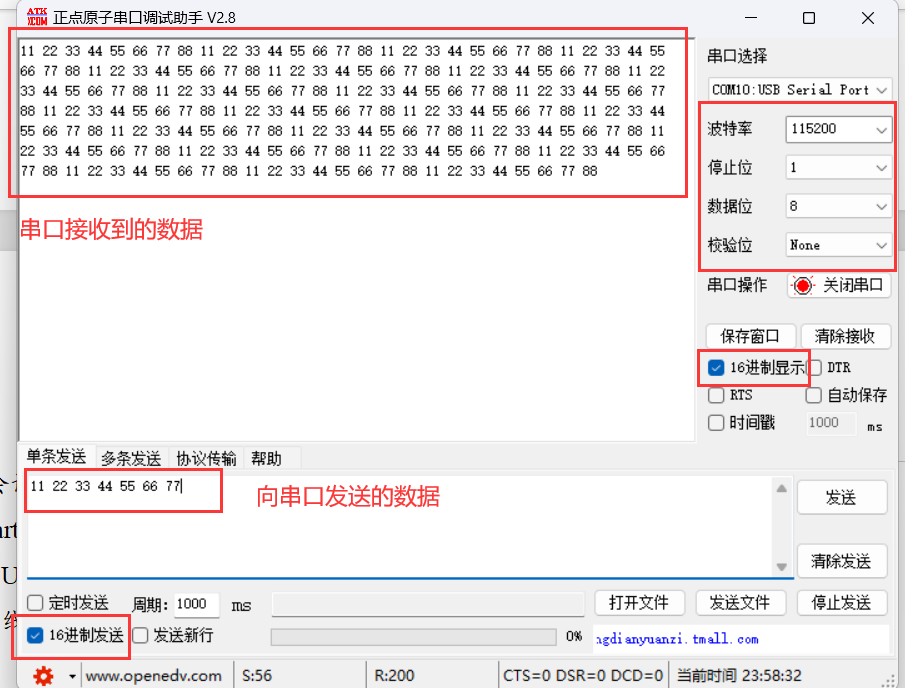 ATK XCOM 正点原子串口调试助手 V2.8
11 22 33 44 55 66 77 88 11 22 33 44 55 66 77 88 11 22 33 44 55 66 77 88 11 22 33 44 55
66 77 88 11 22 33 44 55 66 77 88 11 22 33 44 55 66 77 88 11 22 33 44 55 66 77 88 11 22
33 44 55 66 77 88 11 22 33 44 55 66 77 88 11 22 33 44 55 66 77 88 11 22 33 44 55 66 77
88 11 22 33 44 55 66 77 88 11 22 33 44 55 66 77 88 11 22 33 44 55 66 77 88 11 22 33 44
55 66 77 88 11 22 33 44 55 66 77 88 11 22 33 44 55 66 77 88 11 22 33 44 55 66 77 88 11
22 33 44 55 66 77 88 11 22 33 44 55 66 77 88 11 22 33 44 55 66 77 88 11 22 33 44 55 66
77 88 11 22 33 44 55 66 77 88 11 22 33 44 55 66 77 88 11 22 33 44 55 66 77 88
串口接收到的数据
串口选择
COM10:USB Serial Port
波特率 115200
停止位 1
数据位 8
校验位 None
串口操作 关闭串口
保存窗口 清除接收
16进制显示 DTR
RTS 自动保存
时间戳 1000 ms
单条发送 多条发送 协议传输 帮助
11 22 33 44 55 66 77
向串口发送的数据
发送
清除发送
定时发送 周期: 1000 ms 打开文件 发送文件 停止发送
16进制发送 发送新行 0% ngdianyuanzi.tmall.com
www.openedv.com S:56 R:200 CTS=0 DSR=0 DCD=0 当前时间 23:58:32